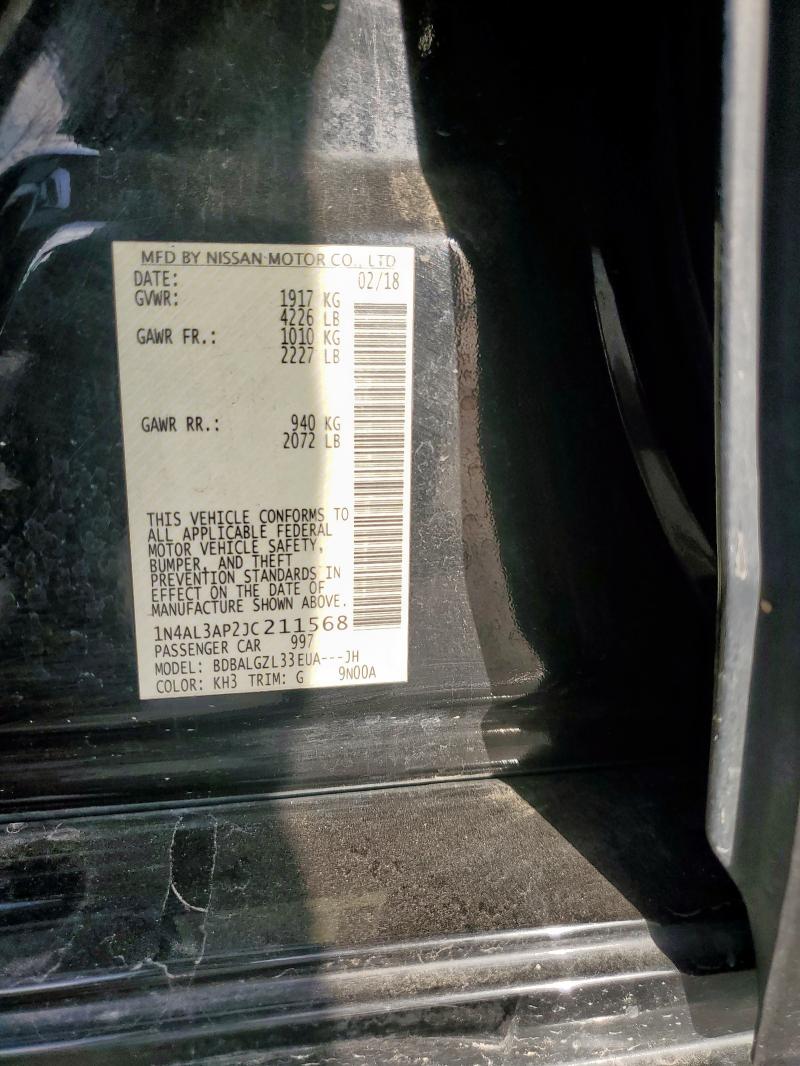 MFD BY NISSAN MOTOR CO., LTD
DATE: 02/18
GVWR: 1917 KG
4226 LB
GAWR FR.: 1010 KG
2227 LB
GAWR RR.: 940 KG
2072 LB
THIS VEHICLE CONFORMS TO
ALL APPLICABLE FEDERAL
MOTOR VEHICLE SAFETY,
BUMPER, AND THEFT
PREVENTION STANDARDS IN
EFFECT ON THE DATE OF
MANUFACTURE SHOWN ABOVE.
1N4AL3AP2JC211568
PASSENGER CAR 997
MODEL: BDBALGZL33EUA---JH
COLOR: KH3 TRIM: G 9N00A